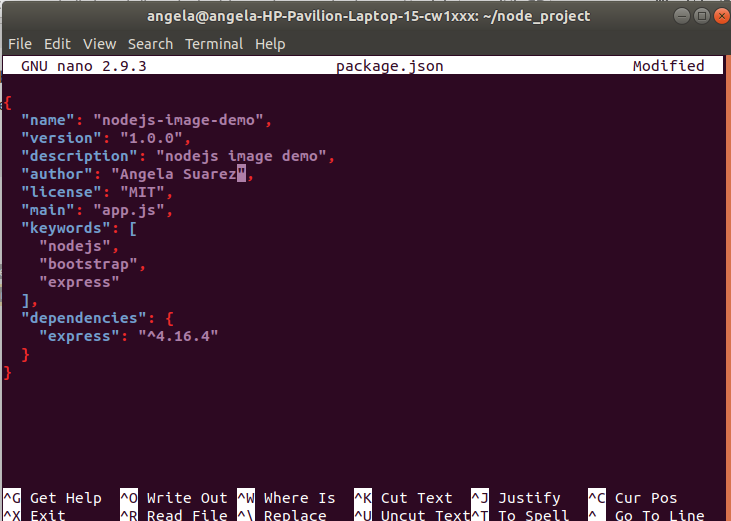 angela@angela-HP-Pavilion-Laptop-15-cw1xxx: ~/node_project
File Edit View Search Terminal Help
GNU nano 2.9.3 package.json Modified
{
  "name": "nodejs-image-demo",
  "version": "1.0.0",
  "description": "nodejs image demo",
  "author": "Angela Suarez",
  "license": "MIT",
  "main": "app.js",
  "keywords": [
    "nodejs",
    "bootstrap",
    "express"
  ],
  "dependencies": {
    "express": "^4.16.4"
  }
}
^G Get Help ^O Write Out ^W Where Is ^K Cut Text ^J Justify ^C Cur Pos
^X Exit ^R Read File ^\ Replace ^U Uncut Text ^T To Spell ^_ Go To Line